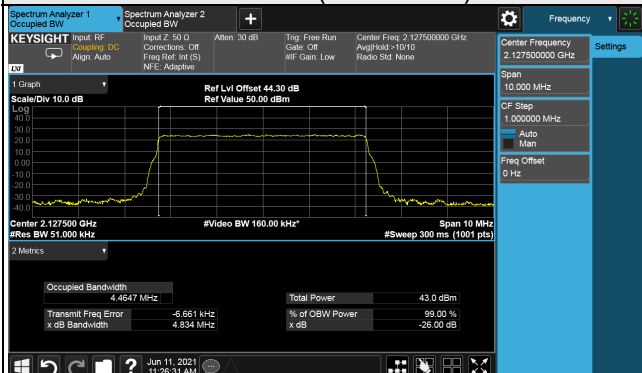 Spectrum Analyzer 1
Occupied BW
Spectrum Analyzer 2
Occupied BW
+
Frequency
KEYSIGHT
Input: RF
Coupling: DC
Align: Auto
LXI
Input Z: 50 Ω
Corrections: Off
Freq Ref: Int (S)
NFE: Adaptive
Atten: 30 dB
Trig: Free Run
Gate: Off
#IF Gain: Low
Center Freq: 2.127500000 GHz
Avg|Hold:>10/10
Radio Std: None
Center Frequency
2.127500000 GHz
Settings
Span
10.000 MHz
CF Step
1.000000 MHz
Auto
Man
Freq Offset
0 Hz
1 Graph
Scale/Div 10.0 dB
Ref Lvl Offset 44.30 dB
Ref Value 50.00 dBm
Log
40.0
30.0
20.0
10.0
0.00
-10.0
-20.0
-30.0
-40.0
Center 2.127500 GHz
#Res BW 51.000 kHz
#Video BW 160.00 kHz*
Span 10 MHz
#Sweep 300 ms (1001 pts)
2 Metrics
Occupied Bandwidth
4.4647 MHz
Total Power 43.0 dBm
Transmit Freq Error -6.661 kHz
% of OBW Power 99.00 %
x dB Bandwidth 4.834 MHz
x dB -26.00 dB
?
Jun 11, 2021
11:26:31 AM